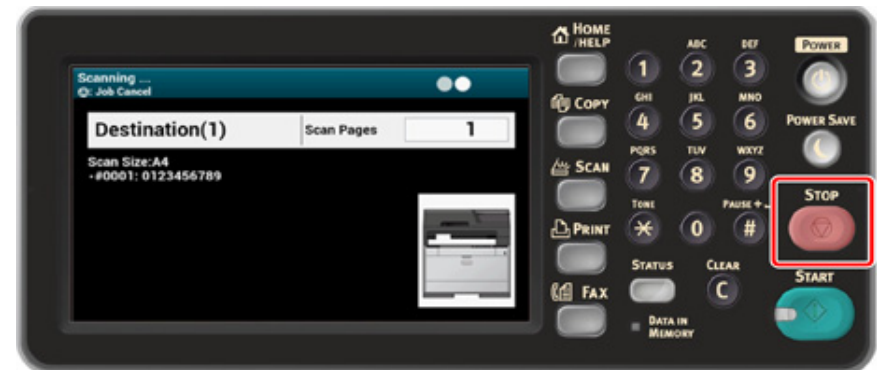 Scanning ....
: Job Cancel
Destination(1)
Scan Pages
1
Scan Size:A4
-#0001: 0123456789
HOME
/HELP
COPY
SCAN
PRINT
FAX
ABC
DEF
1
2
3
GHI
JKL
MNO
4
5
6
PQRS
TUV
WXYZ
7
8
9
TONE
PAUSE + -
0
#
STATUS
CLEAR
C
DATA IN
MEMORY
POWER
POWER SAVE
STOP
START